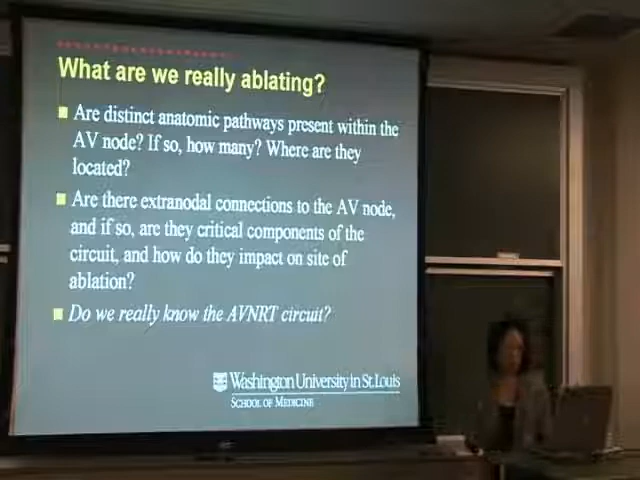 What are we really ablating?
Are distinct anatomic pathways present within the
AV node? If so, how many? Where are they
located?
Are there extranodal connections to the AV node,
and if so, are they critical components of the
circuit, and how do they impact on site of
ablation?
Do we really know the AVNRT circuit?
Washington University in St. Louis
SCHOOL OF MEDICINE